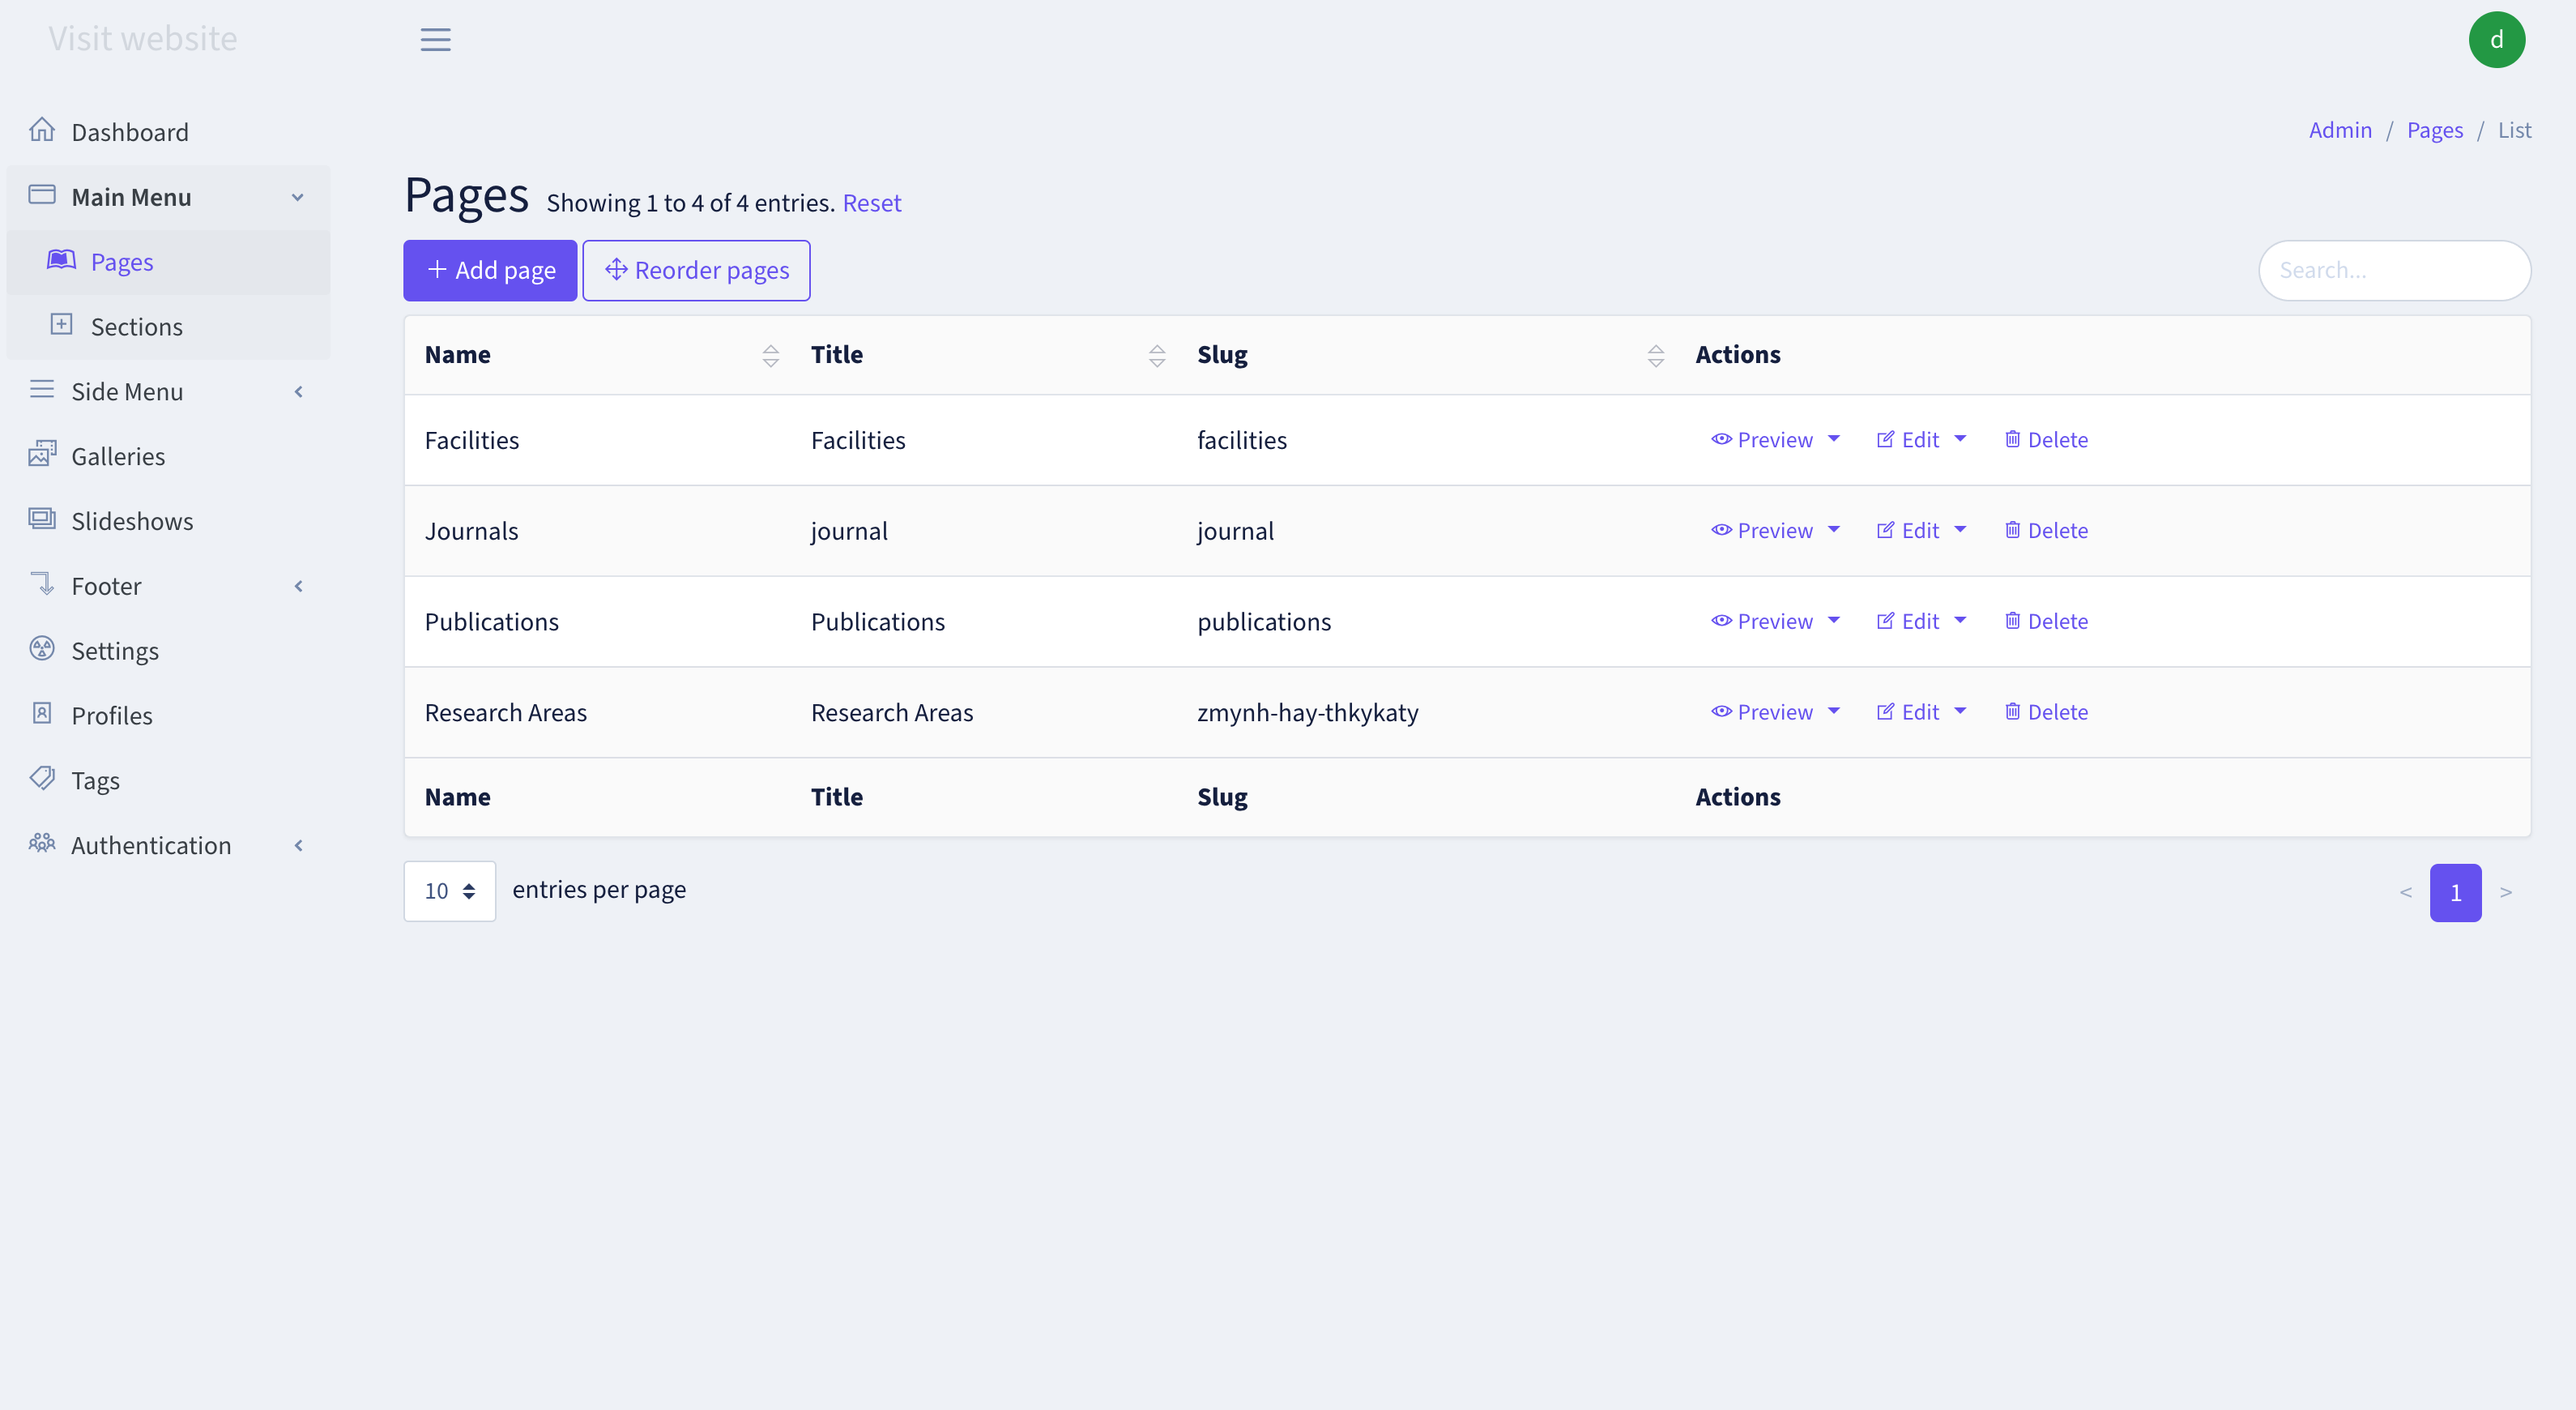 Visit website
d
Dashboard
Main Menu
Pages
Sections
Side Menu
Galleries
Slideshows
Footer
Settings
Profiles
Tags
Authentication
Admin / Pages / List
Pages Showing 1 to 4 of 4 entries. Reset
Add page Reorder pages Search...
Name Title Slug Actions
Facilities Facilities facilities Preview Edit Delete
Journals journal journal Preview Edit Delete
Publications Publications publications Preview Edit Delete
Research Areas Research Areas zmynh-hay-thkykaty Preview Edit Delete
Name Title Slug Actions
10 entries per page < 1 >